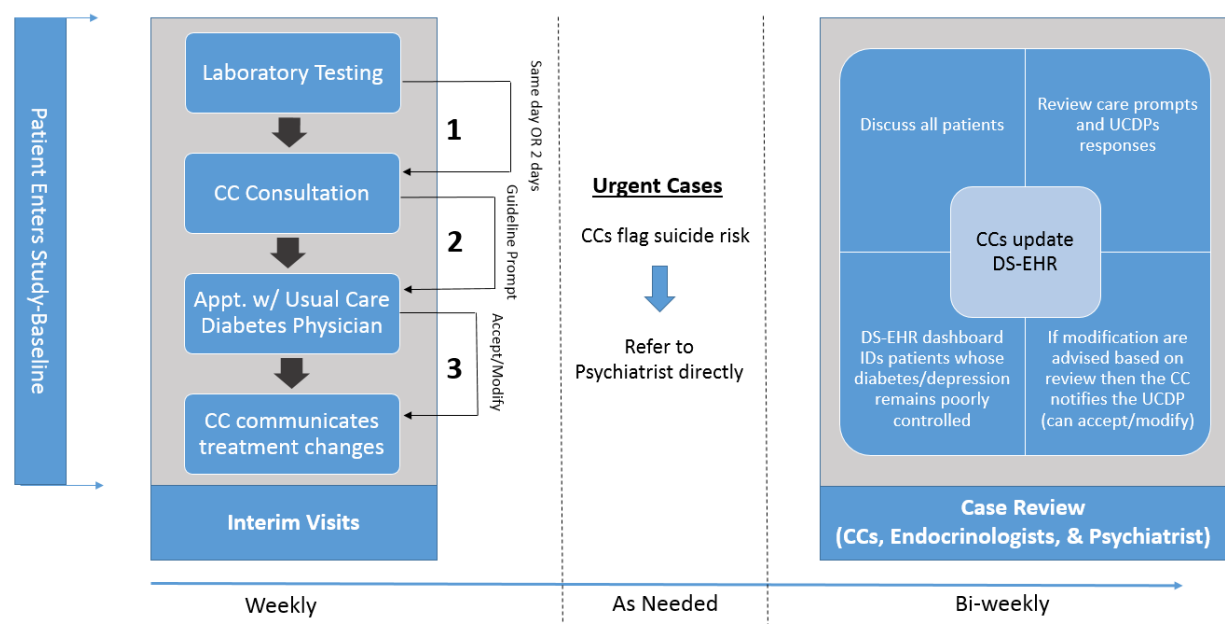 Patient Enters Study-Baseline
Laboratory Testing
1
Same day OR 2 days
CC Consultation
2
Guideline Prompt
Appt. w/ Usual Care
Diabetes Physician
3
Accept/Modify
CC communicates
treatment changes
Interim Visits
Urgent Cases
CCs flag suicide risk
Refer to
Psychiatrist directly
Discuss all patients
Review care prompts
and UCDPs
responses
CCs update
DS-EHR
DS-EHR dashboard
IDs patients whose
diabetes/depression
remains poorly
controlled
If modification are
advised based on
review then the CC
notifies the UCDP
(can accept/modify)
Case Review
(CCs, Endocrinologists, & Psychiatrist)
Weekly
As Needed
Bi-weekly